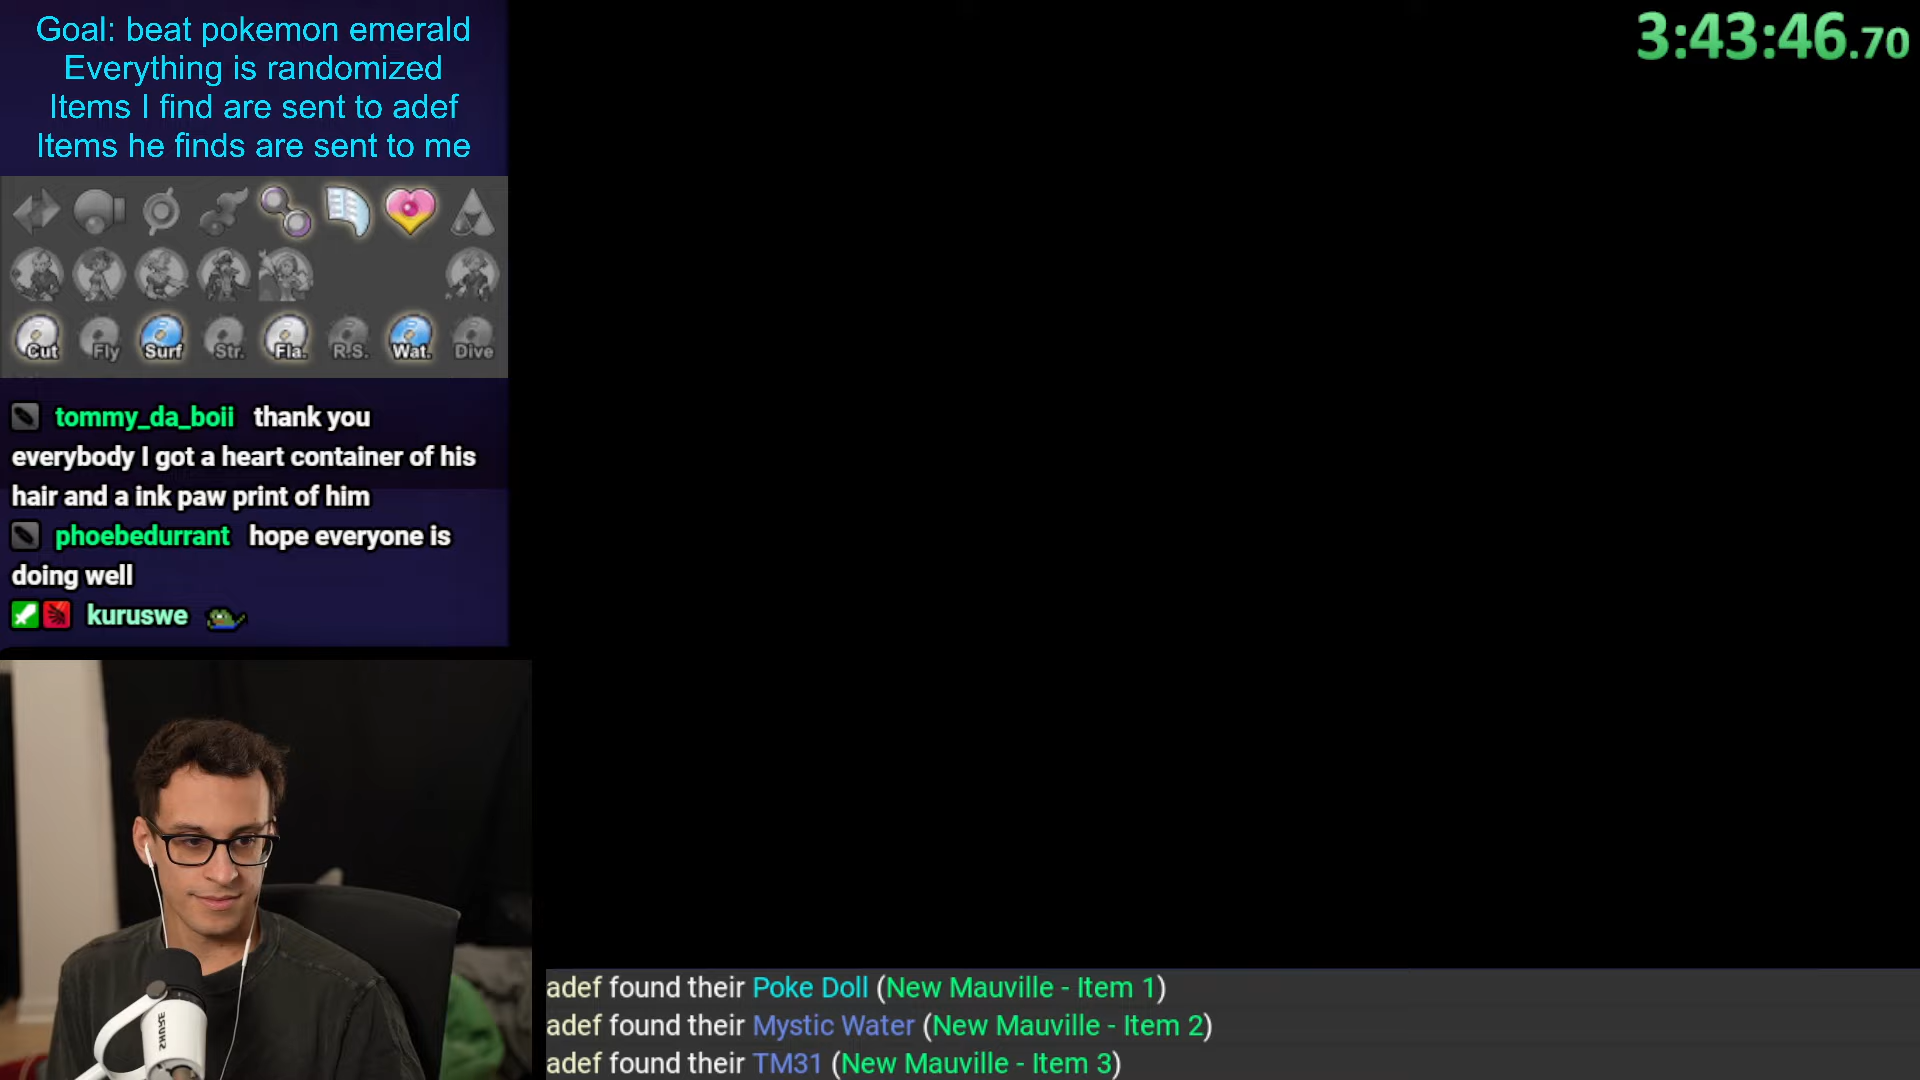 Goal: beat pokemon emerald
Everything is randomized
Items I find are sent to adef
Items he finds are sent to me
3:43:46.70
Cut Fly Surf Str. Fla. R.S. Wat. Dive
tommy_da_boii thank you
everybody I got a heart container of his
hair and a ink paw print of him
phoebedurrant hope everyone is
doing well
kuruswe
SHURE
adef found their Poke Doll (New Mauville - Item 1)
adef found their Mystic Water (New Mauville - Item 2)
adef found their TM31 (New Mauville - Item 3)